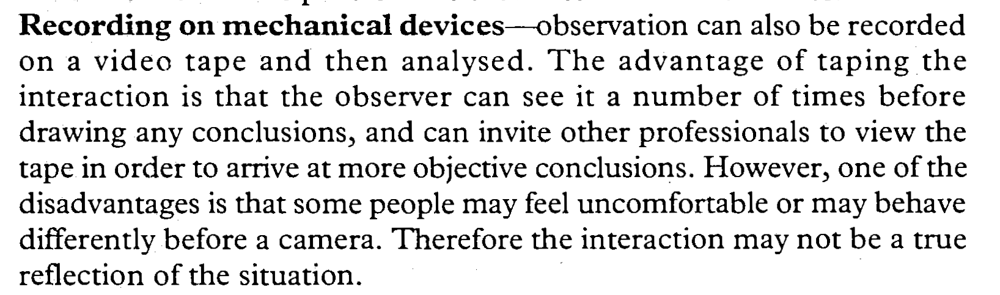 Recording on mechanical devices—observation can also be recorded
on a video tape and then analysed. The advantage of taping the
interaction is that the observer can see it a number of times before
drawing any conclusions, and can invite other professionals to view the
tape in order to arrive at more objective conclusions. However, one of the
disadvantages is that some people may feel uncomfortable or may behave
differently before a camera. Therefore the interaction may not be a true
reflection of the situation.